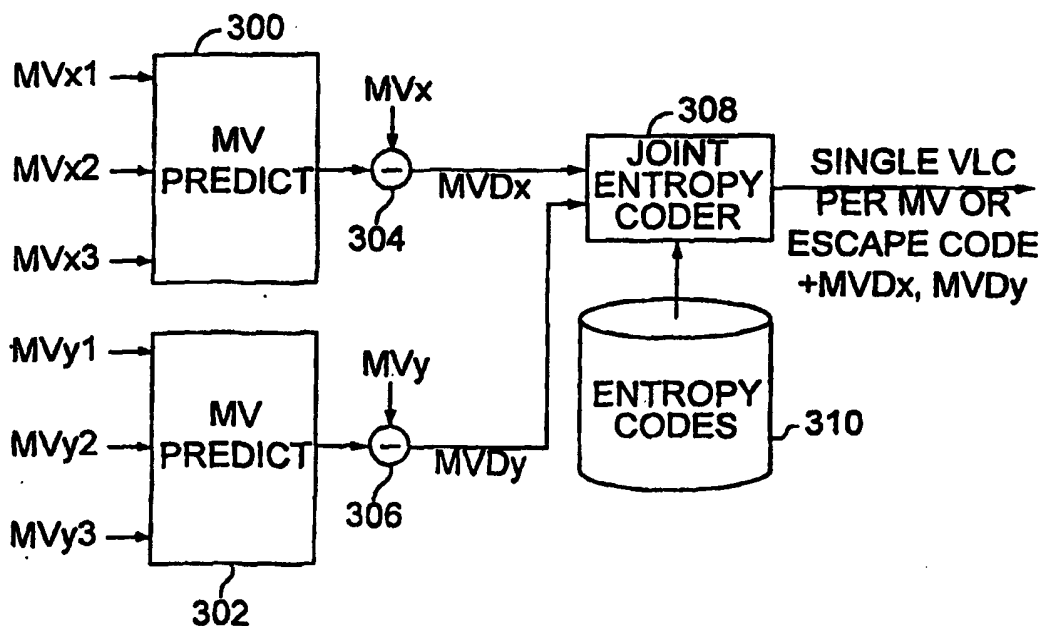 300
MVx1
MVx2
MVx3
MV
PREDICT
MVx
304
MVDx
308
JOINT
ENTROPY
CODER
SINGLE VLC
PER MV OR
ESCAPE CODE
+MVDx, MVDy
MVy1
MVy2
MVy3
MV
PREDICT
302
MVy
306
MVDy
ENTROPY
CODES
310